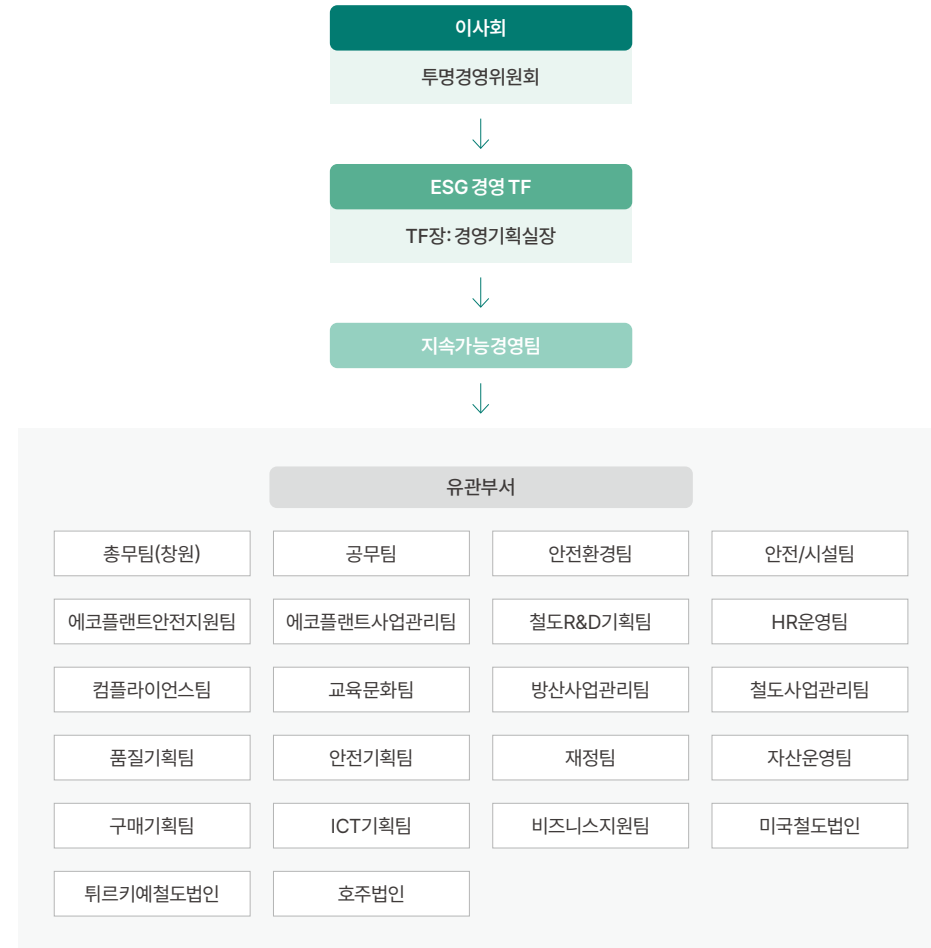 이사회
투명경영위원회
ESG 경영 TF
TF장: 경영기획실장
지속가능경영팀
유관부서
총무팀(창원)
공무팀
안전환경팀
안전/시설팀
에코플랜트안전지원팀
에코플랜트사업관리팀
철도R&D기획팀
HR운영팀
컴플라이언스팀
교육문화팀
방산사업관리팀
철도사업관리팀
품질기획팀
안전기획팀
재정팀
자산운영팀
구매기획팀
ICT기획팀
비즈니스지원팀
미국철도법인
튀르키예철도법인
호주법인